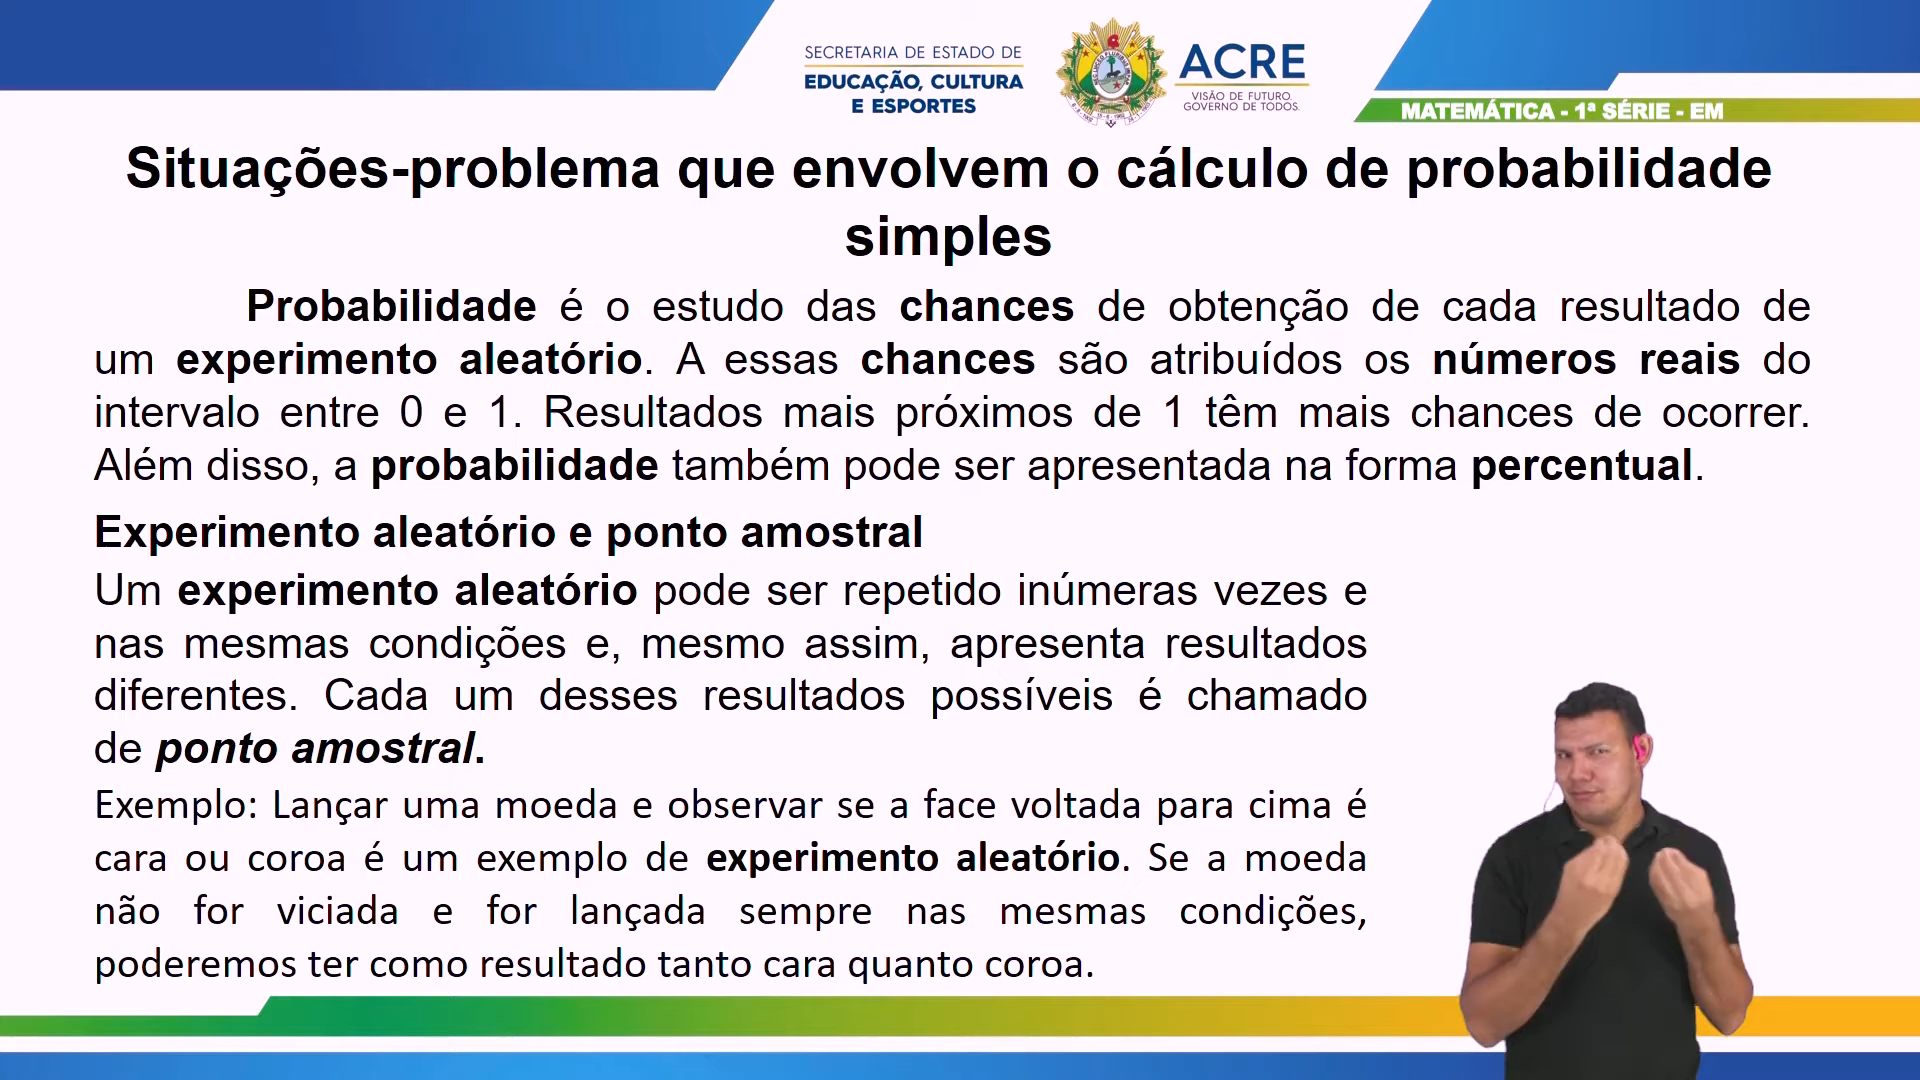 SECRETARIA DE ESTADO DE
EDUCAÇÃO, CULTURA
E ESPORTES
ACRE
VISÃO DE FUTURO.
GOVERNO DE TODOS.
MATEMÁTICA - 1ª SÉRIE - EM
Situações-problema que envolvem o cálculo de probabilidade
simples
Probabilidade é o estudo das chances de obtenção de cada resultado de
um experimento aleatório. A essas chances são atribuídos os números reais do
intervalo entre 0 e 1. Resultados mais próximos de 1 têm mais chances de ocorrer.
Além disso, a probabilidade também pode ser apresentada na forma percentual.
Experimento aleatório e ponto amostral
Um experimento aleatório pode ser repetido inúmeras vezes e
nas mesmas condições e, mesmo assim, apresenta resultados
diferentes. Cada um desses resultados possíveis é chamado
de ponto amostral.
Exemplo: Lançar uma moeda e observar se a face voltada para cima é
cara ou coroa é um exemplo de experimento aleatório. Se a moeda
não for viciada e for lançada sempre nas mesmas condições,
poderemos ter como resultado tanto cara quanto coroa.